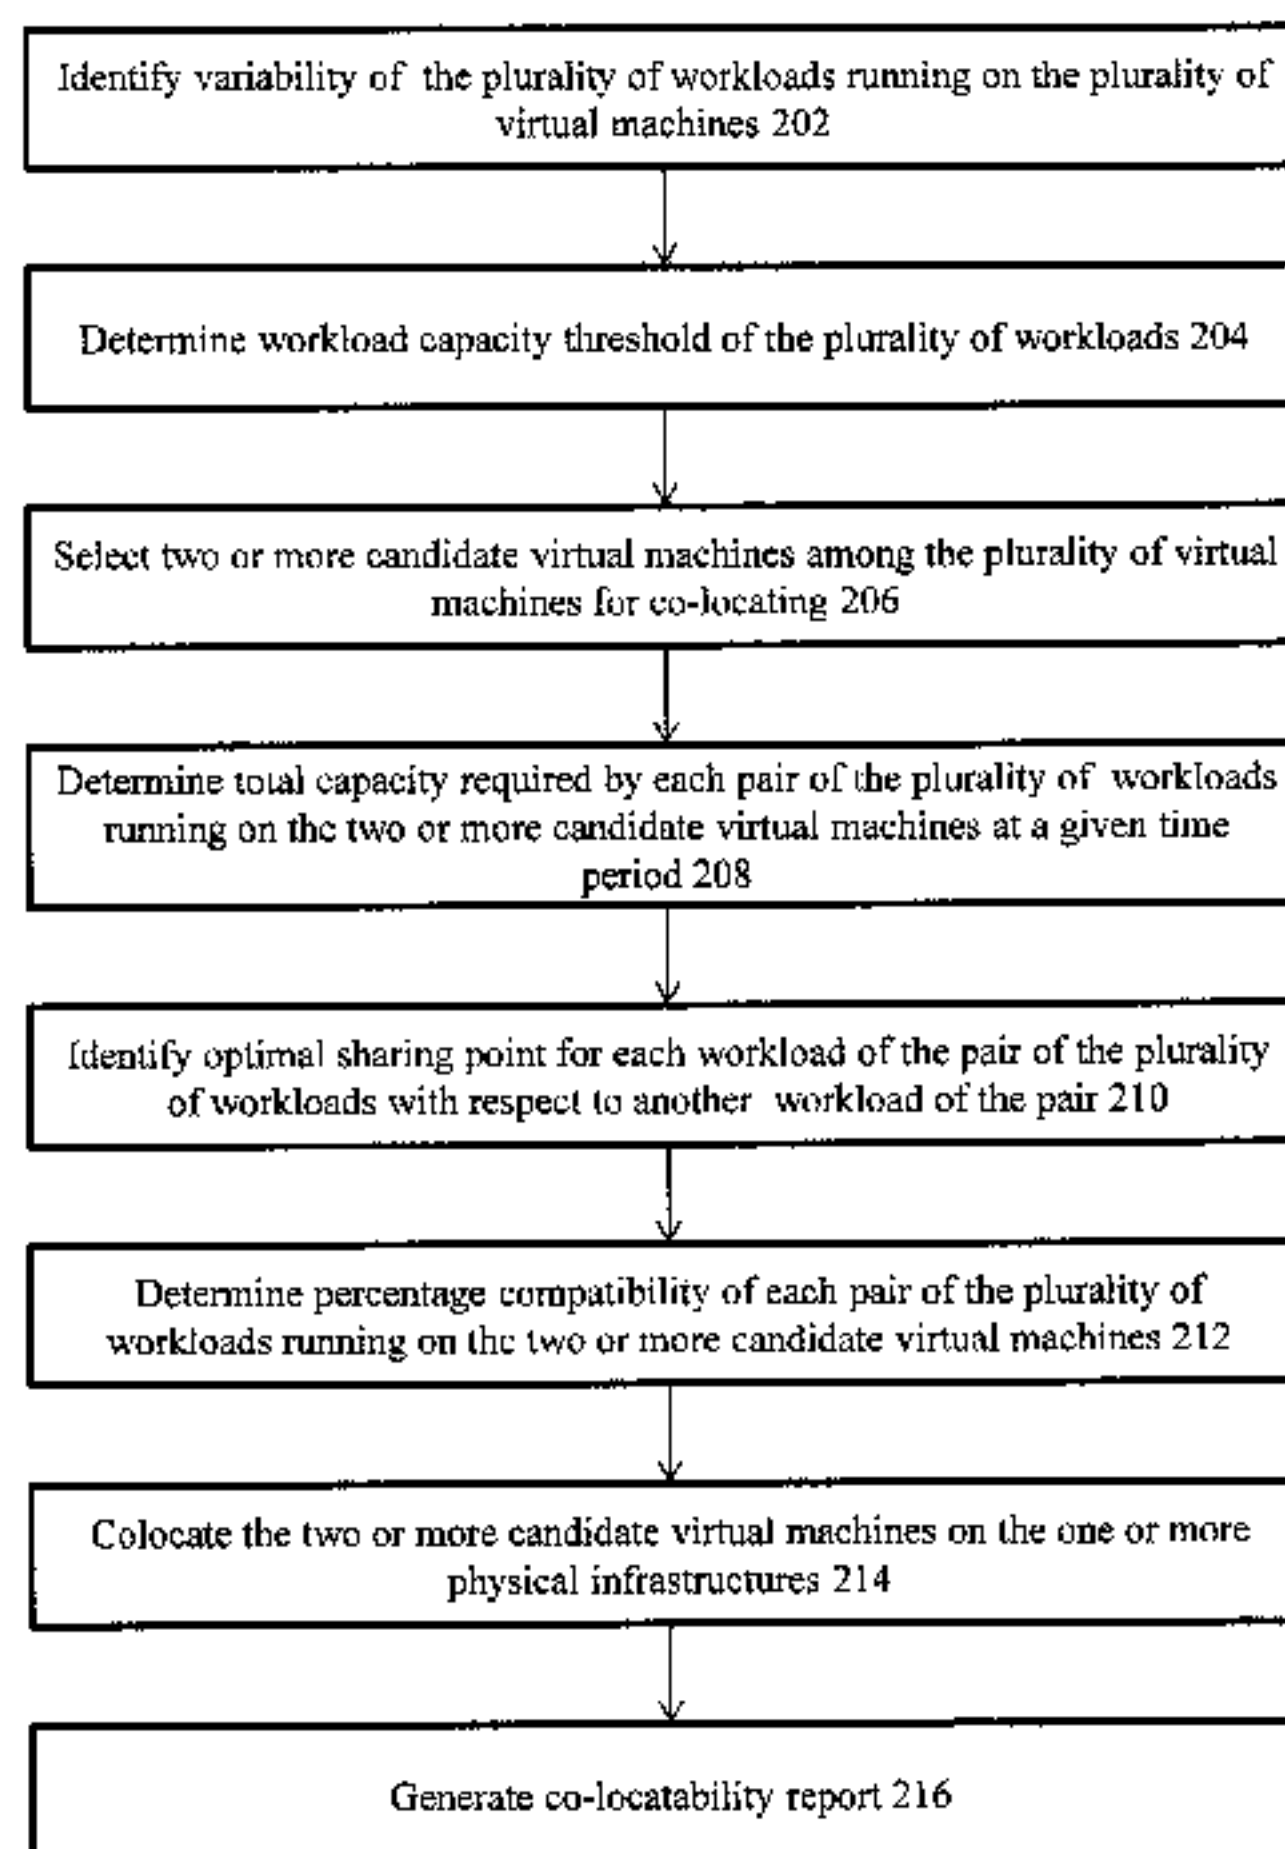 Identify variability of the plurality of workloads running on the plurality of
virtual machines 202
Determine workload capacity threshold of the plurality of workloads 204
Select two or more candidate virtual machines among the plurality of virtual
machines for co-locating 206
Determine total capacity required by each pair of the plurality of workloads
running on the two or more candidate virtual machines at a given time
period 208
Identify optimal sharing point for each workload of the pair of the plurality
of workloads with respect to another workload of the pair 210
Determine percentage compatibility of each pair of the plurality of
workloads running on the two or more candidate virtual machines 212
Colocate the two or more candidate virtual machines on the one or more
physical infrastructures 214
Generate co-locatability report 216